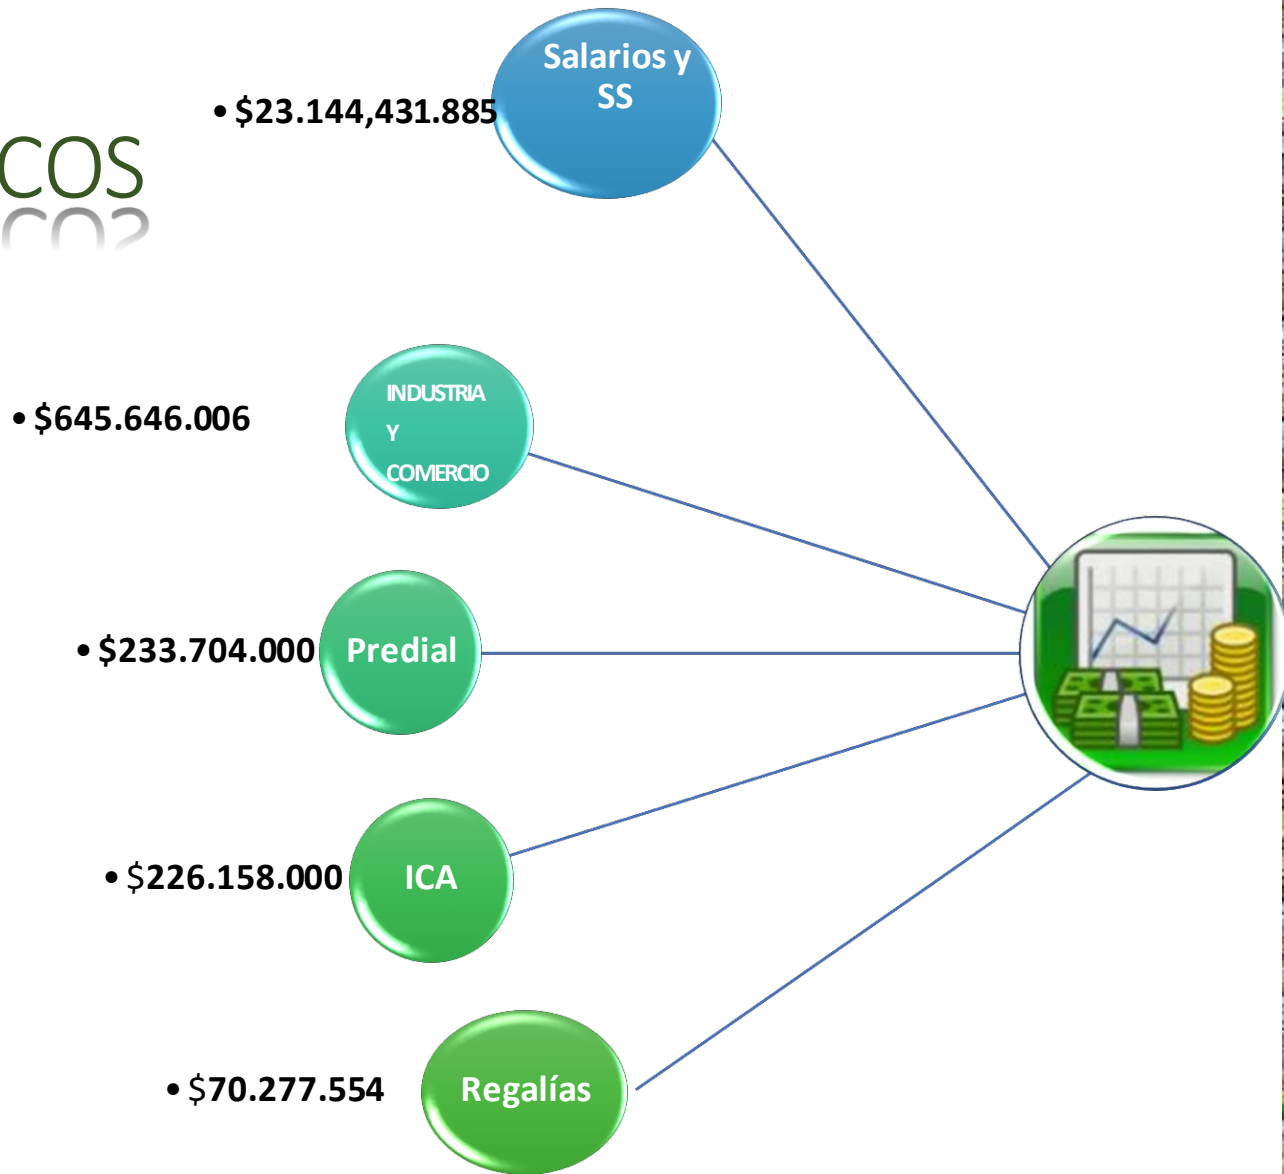 Salarios y
SS
• $23.144,431.885
COS
INDUSTRIA
Y
COMERCIO
• $645.646.006
Predial
• $233.704.000
ICA
• $226.158.000
Regalías
• $70.277.554